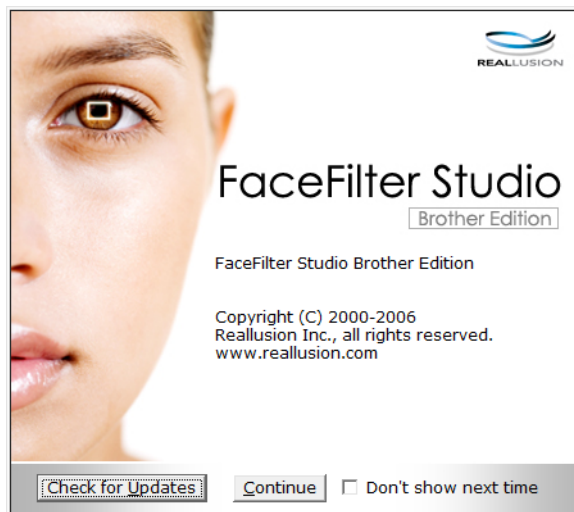 REALLUSION
FaceFilter Studio
Brother Edition
FaceFilter Studio Brother Edition
Copyright (C) 2000-2006
Reallusion Inc., all rights reserved.
www.reallusion.com
Check for Updates
Continue
Don't show next time